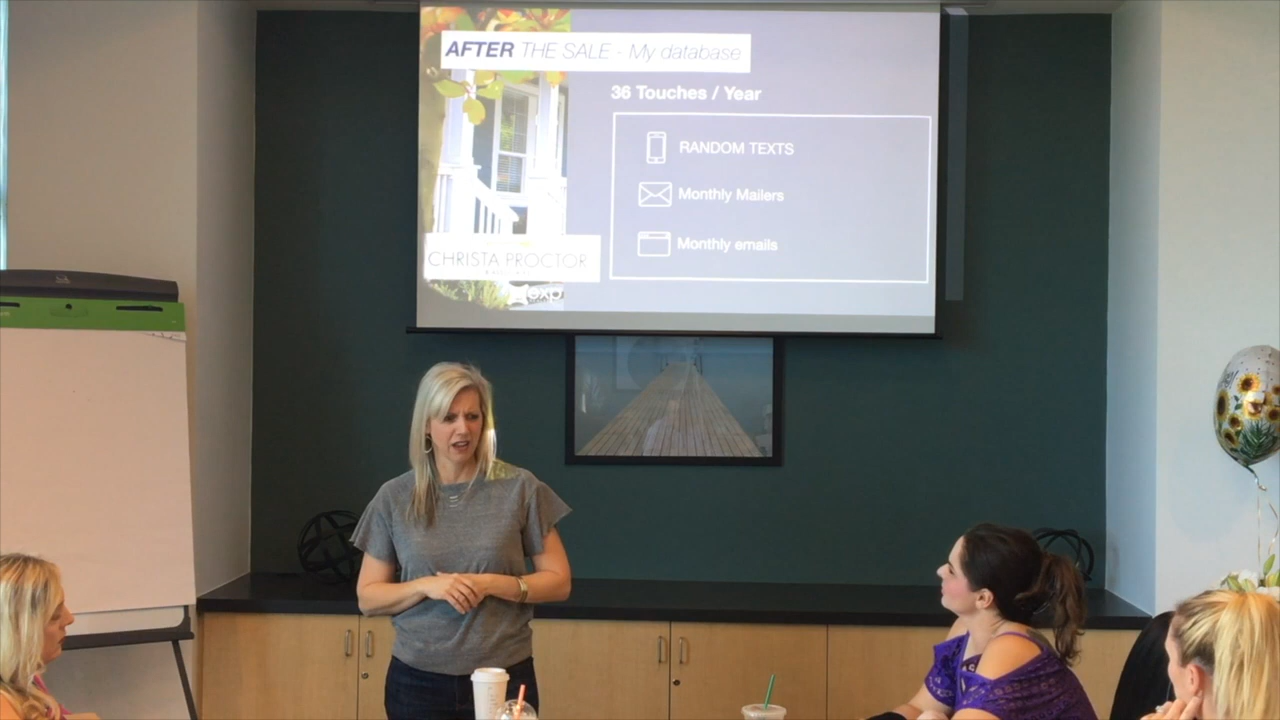 AFTER THE SALE - My database
36 Touches / Year
RANDOM TEXTS
Monthly Mailers
Monthly emails
CHRISTA PROCTOR
exp